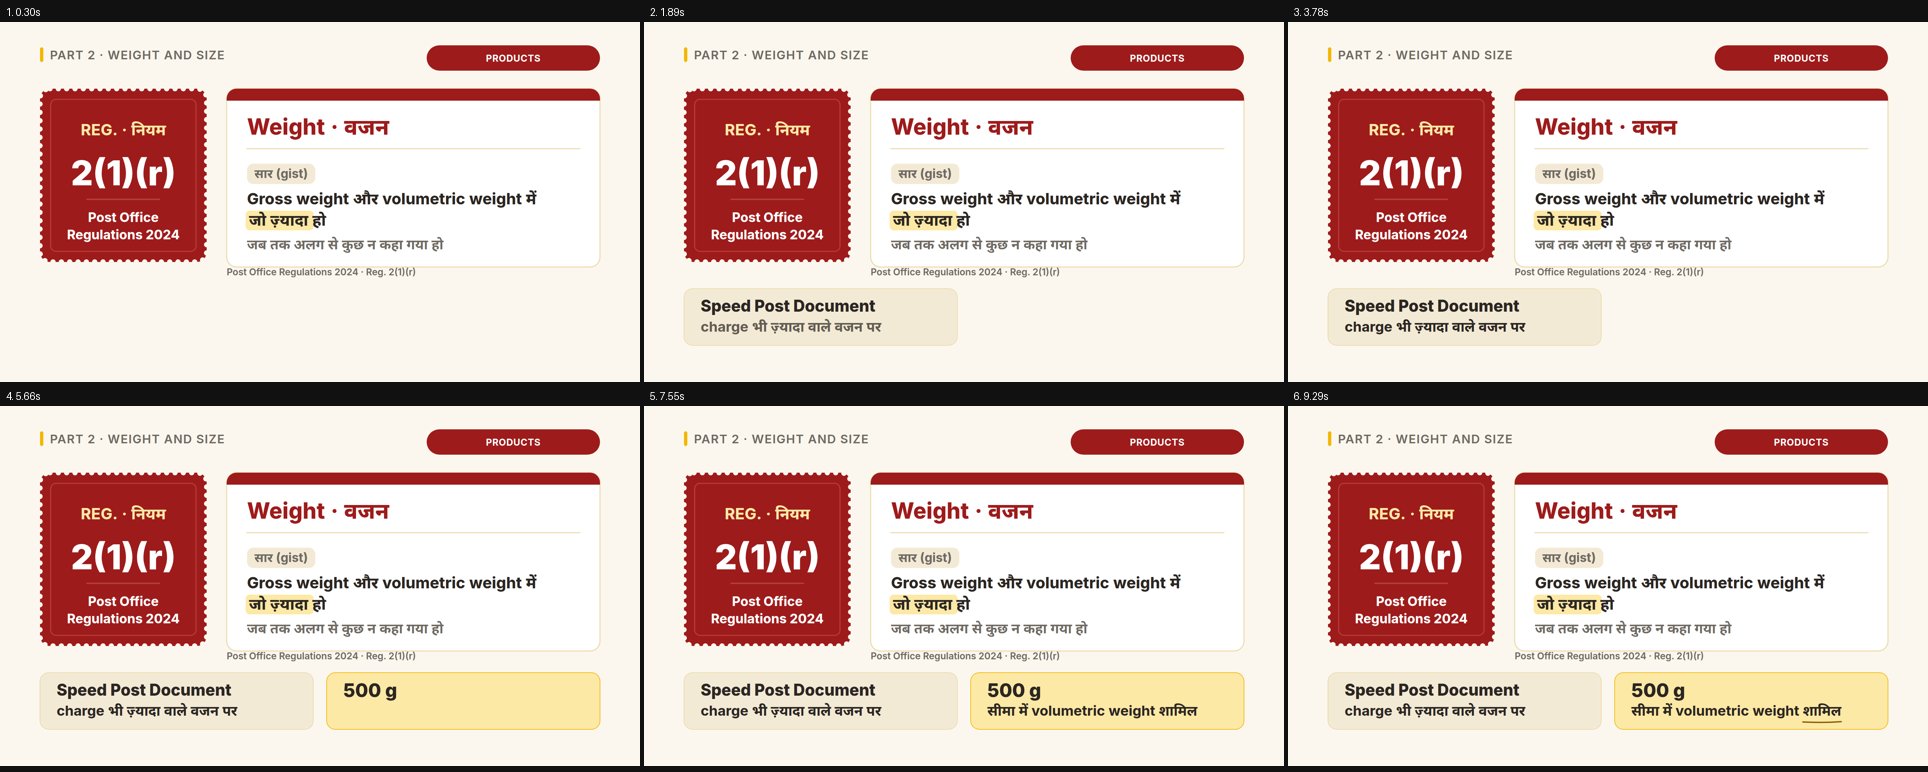 1. 0.30s
PART 2 · WEIGHT AND SIZE
PRODUCTS
REG. · नियम
2(1)(r)
Post Office
Regulations 2024
Weight · वजन
सार (gist)
Gross weight और volumetric weight में
जो ज़्यादा हो
जब तक अलग से कुछ न कहा गया हो
Post Office Regulations 2024 · Reg. 2(1)(r)
2. 1.89s
PART 2 · WEIGHT AND SIZE
PRODUCTS
REG. · नियम
2(1)(r)
Post Office
Regulations 2024
Weight · वजन
सार (gist)
Gross weight और volumetric weight में
जो ज़्यादा हो
जब तक अलग से कुछ न कहा गया हो
Post Office Regulations 2024 · Reg. 2(1)(r)
Speed Post Document
charge भी ज़्यादा वाले वजन पर
3. 3.78s
PART 2 · WEIGHT AND SIZE
PRODUCTS
REG. · नियम
2(1)(r)
Post Office
Regulations 2024
Weight · वजन
सार (gist)
Gross weight और volumetric weight में
जो ज़्यादा हो
जब तक अलग से कुछ न कहा गया हो
Post Office Regulations 2024 · Reg. 2(1)(r)
Speed Post Document
charge भी ज़्यादा वाले वजन पर
4. 5.66s
PART 2 · WEIGHT AND SIZE
PRODUCTS
REG. · नियम
2(1)(r)
Post Office
Regulations 2024
Weight · वजन
सार (gist)
Gross weight और volumetric weight में
जो ज़्यादा हो
जब तक अलग से कुछ न कहा गया हो
Post Office Regulations 2024 · Reg. 2(1)(r)
Speed Post Document
charge भी ज़्यादा वाले वजन पर
500 g
5. 7.55s
PART 2 · WEIGHT AND SIZE
PRODUCTS
REG. · नियम
2(1)(r)
Post Office
Regulations 2024
Weight · वजन
सार (gist)
Gross weight और volumetric weight में
जो ज़्यादा हो
जब तक अलग से कुछ न कहा गया हो
Post Office Regulations 2024 · Reg. 2(1)(r)
Speed Post Document
charge भी ज़्यादा वाले वजन पर
500 g
सीमा में volumetric weight शामिल
6. 9.29s
PART 2 · WEIGHT AND SIZE
PRODUCTS
REG. · नियम
2(1)(r)
Post Office
Regulations 2024
Weight · वजन
सार (gist)
Gross weight और volumetric weight में
जो ज़्यादा हो
जब तक अलग से कुछ न कहा गया हो
Post Office Regulations 2024 · Reg. 2(1)(r)
Speed Post Document
charge भी ज़्यादा वाले वजन पर
500 g
सीमा में volumetric weight शामिल